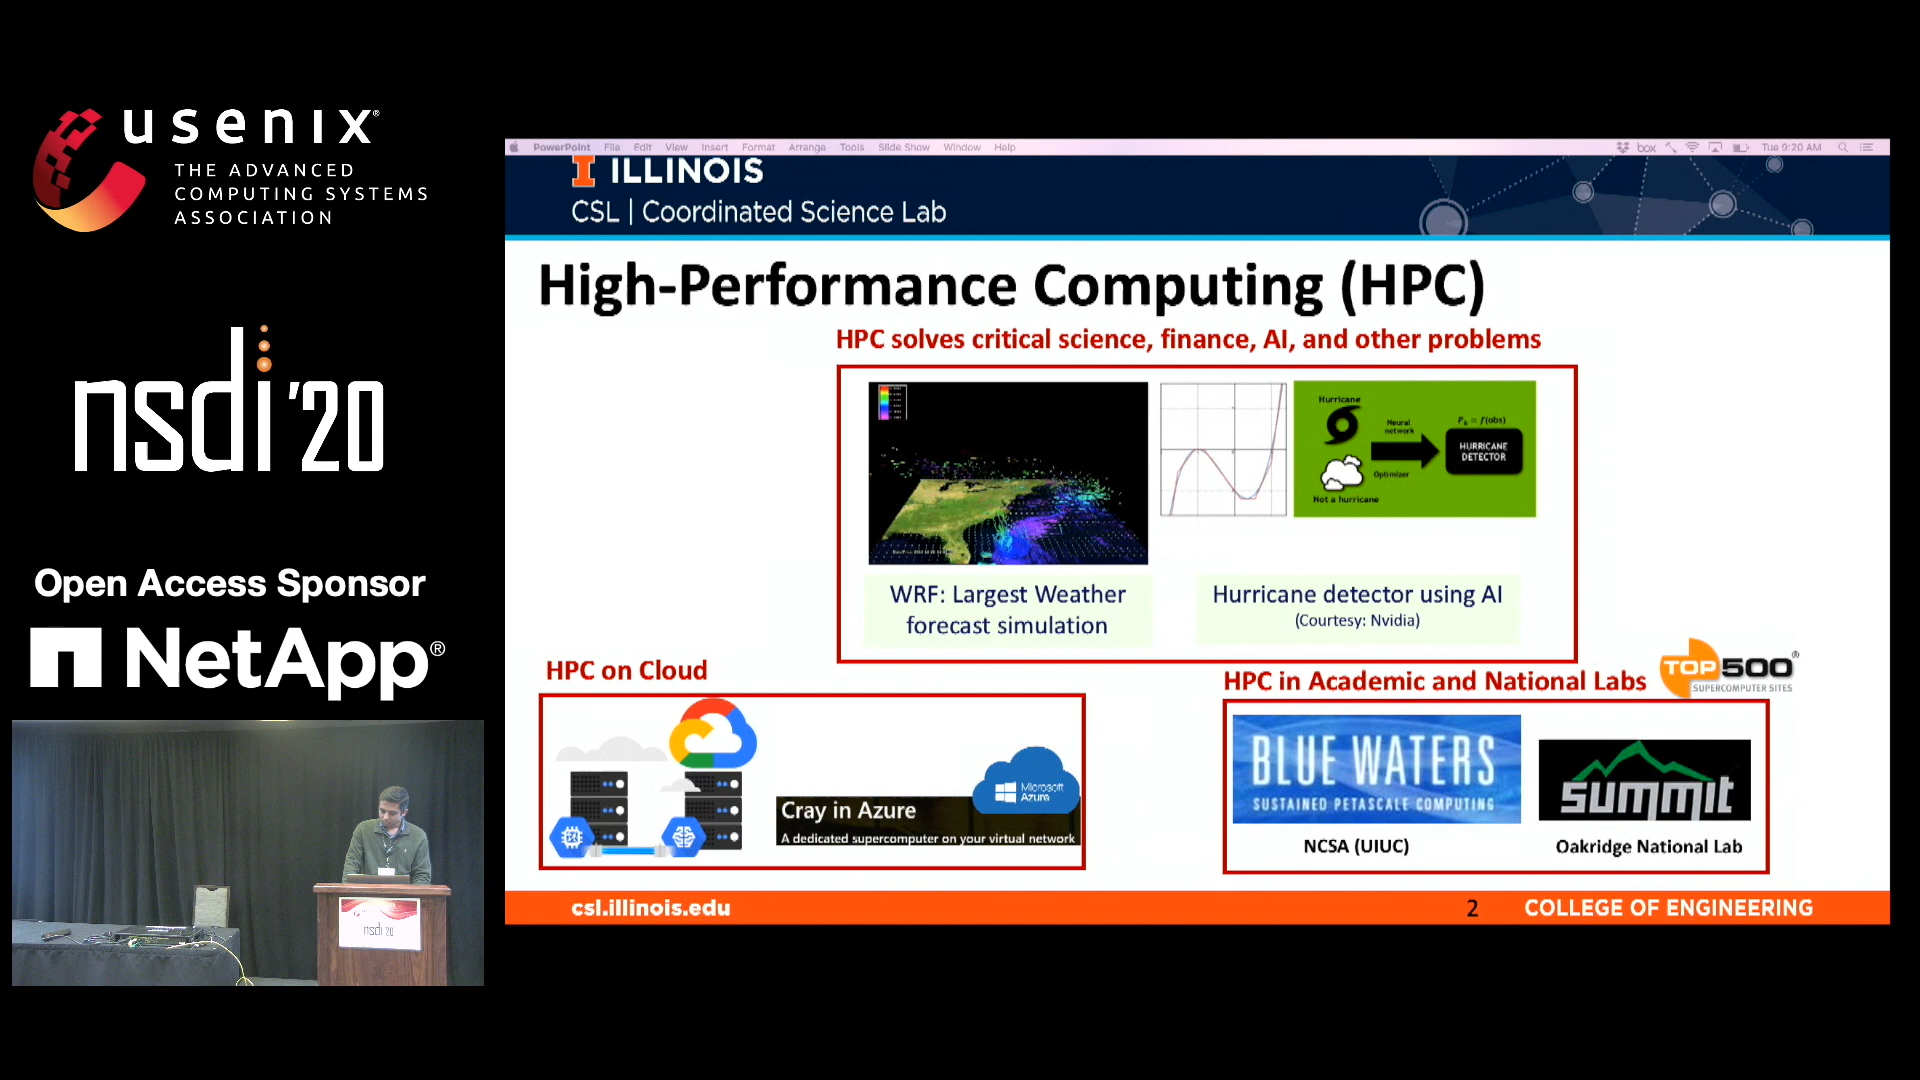 usenix®
THE ADVANCED
COMPUTING SYSTEMS
ASSOCIATION
nsdi '20
Open Access Sponsor
NetApp®
nsdi '20
PowerPoint File Edit View Insert Format Arrange Tools Slide Show Window Help
box Tue 9:20 AM
I ILLINOIS
CSL | Coordinated Science Lab
High-Performance Computing (HPC)
HPC solves critical science, finance, AI, and other problems
Hurricane
Neural
network
Optimizer
Not a hurricane
Pₕ = f(obs)
HURRICANE
DETECTOR
WRF: Largest Weather
forecast simulation
Hurricane detector using AI
(Courtesy: Nvidia)
HPC on Cloud
Microsoft
Azure
Cray in Azure
A dedicated supercomputer on your virtual network
HPC in Academic and National Labs
TOP500®
SUPERCOMPUTER SITES
BLUE WATERS
SUSTAINED PETASCALE COMPUTING
NCSA (UIUC)
summit
Oakridge National Lab
csl.illinois.edu
2
COLLEGE OF ENGINEERING